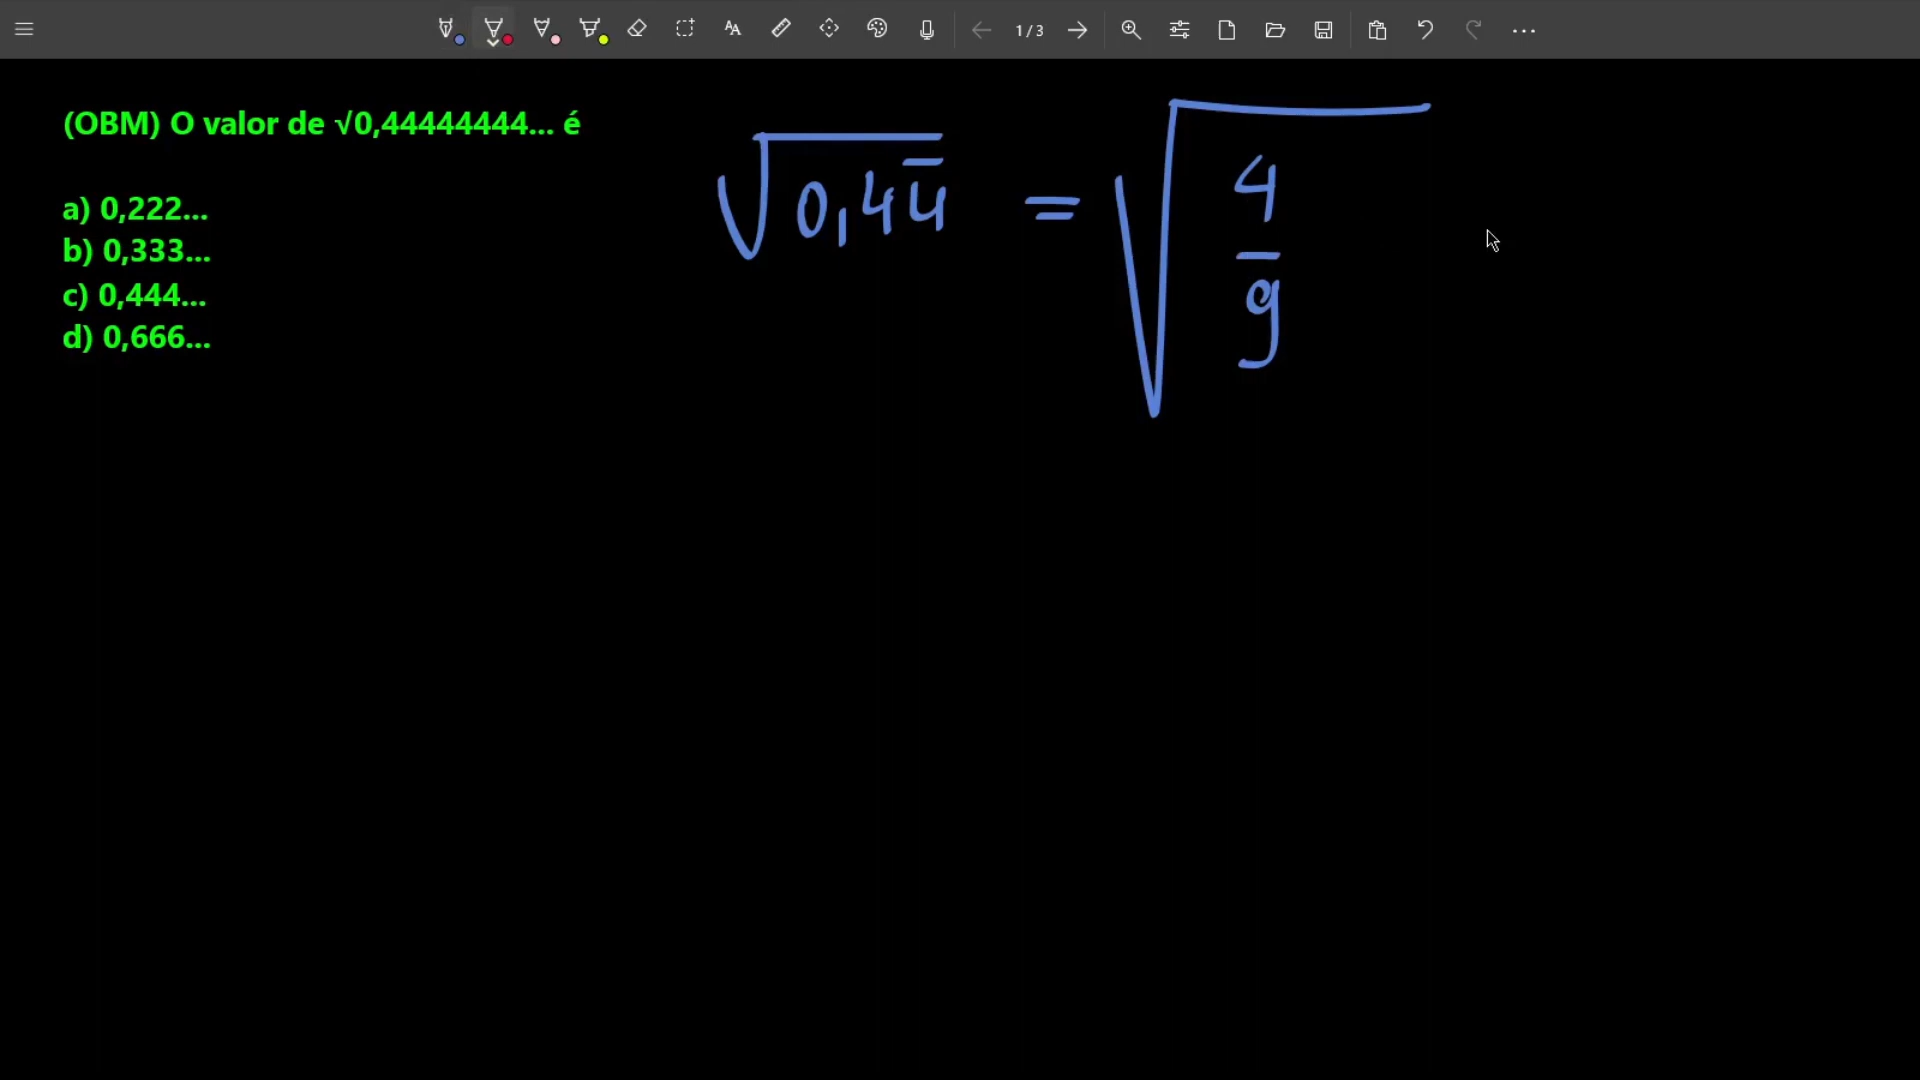 1 / 3
(OBM) O valor de √0,44444444... é
a) 0,222...
b) 0,333...
c) 0,444...
d) 0,666...
√0,44̅ = √4/9